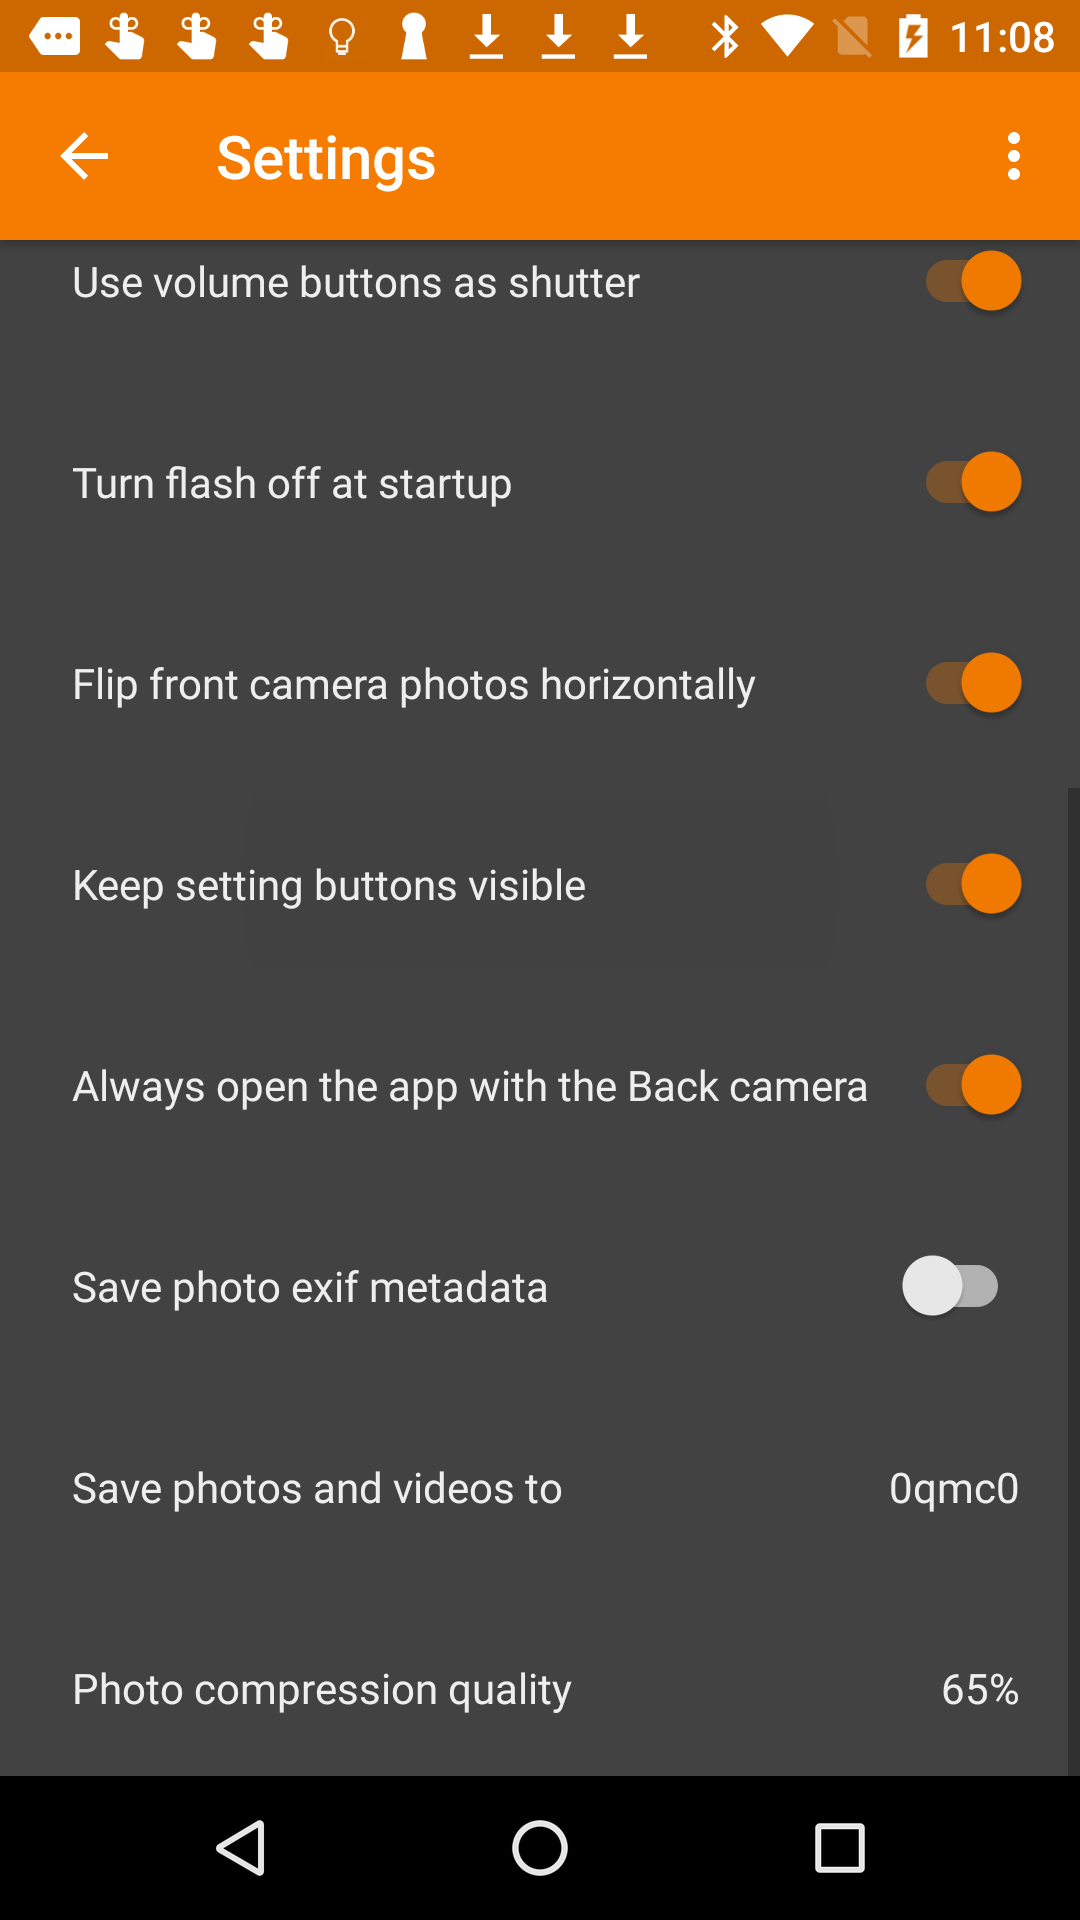 11:08
Settings
Use volume buttons as shutter
Turn flash off at startup
Flip front camera photos horizontally
Keep setting buttons visible
Always open the app with the Back camera
Save photo exif metadata
Save photos and videos to 0qmc0
Photo compression quality 65%